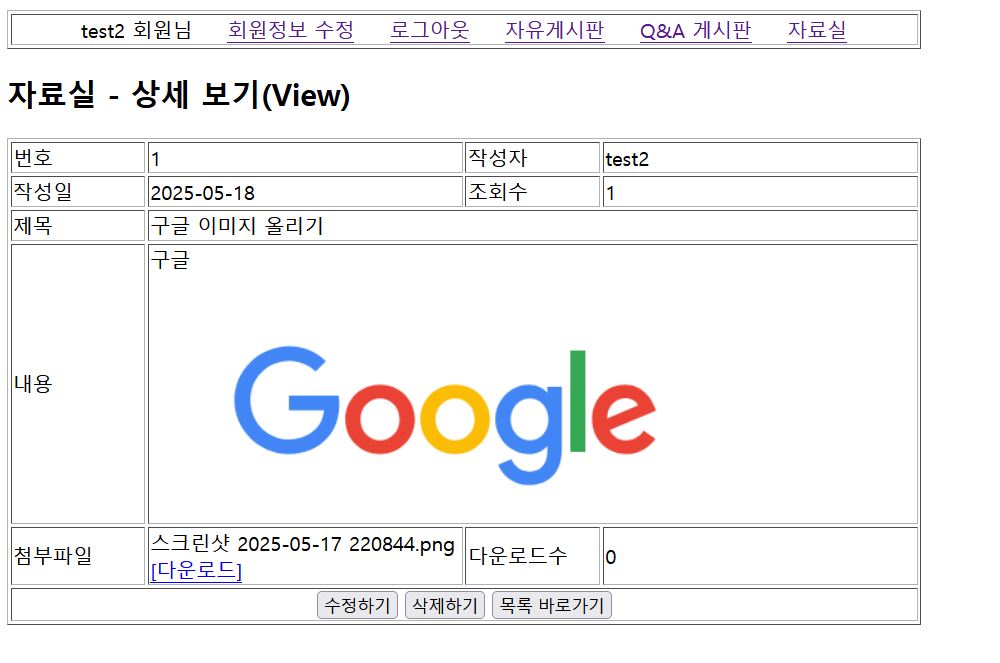 test2 회원님 회원정보 수정 로그아웃 자유게시판 Q&A 게시판 자료실
자료실 - 상세 보기(View)
번호 1 작성자 test2
작성일 2025-05-18 조회수 1
제목 구글 이미지 올리기
내용 구글
Google
첨부파일 스크린샷 2025-05-17 220844.png 다운로드수 0
[다운로드]
수정하기 삭제하기 목록 바로가기